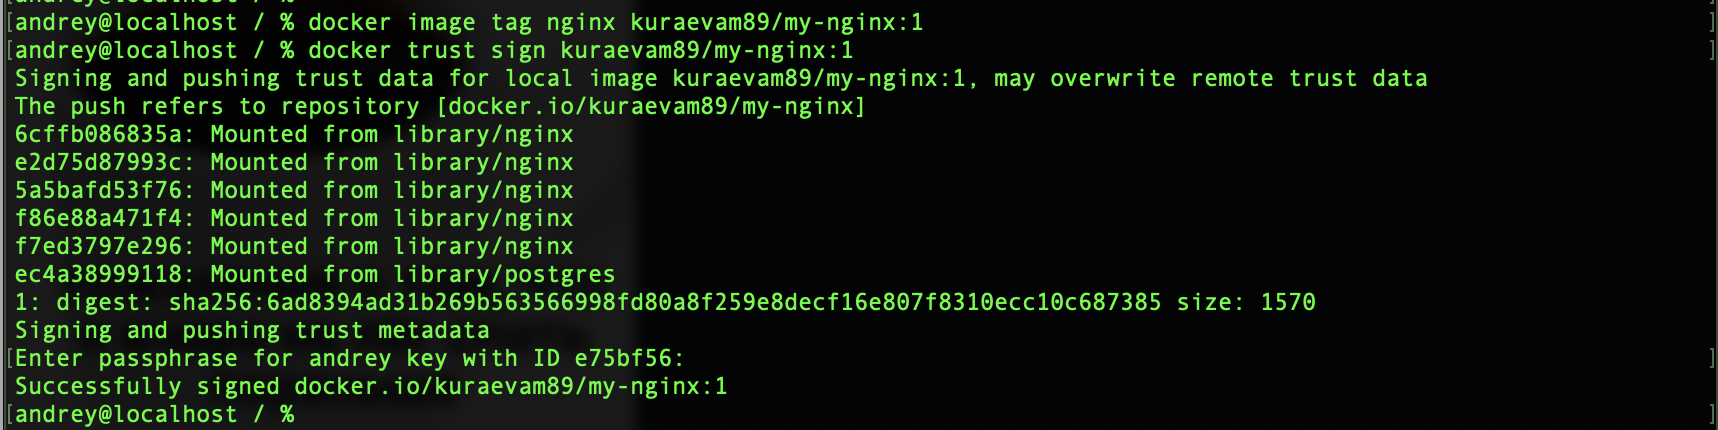 [andrey@localhost / % docker image tag nginx kuraevam89/my-nginx:1 ]
[andrey@localhost / % docker trust sign kuraevam89/my-nginx:1 ]
Signing and pushing trust data for local image kuraevam89/my-nginx:1, may overwrite remote trust data
The push refers to repository [docker.io/kuraevam89/my-nginx]
6cffb086835a: Mounted from library/nginx
e2d75d87993c: Mounted from library/nginx
5a5bafd53f76: Mounted from library/nginx
f86e88a471f4: Mounted from library/nginx
f7ed3797e296: Mounted from library/nginx
ec4a38999118: Mounted from library/postgres
1: digest: sha256:6ad8394ad31b269b563566998fd80a8f259e8decf16e807f8310ecc10c687385 size: 1570
Signing and pushing trust metadata
[Enter passphrase for andrey key with ID e75bf56: ]
Successfully signed docker.io/kuraevam89/my-nginx:1
[andrey@localhost / % ]